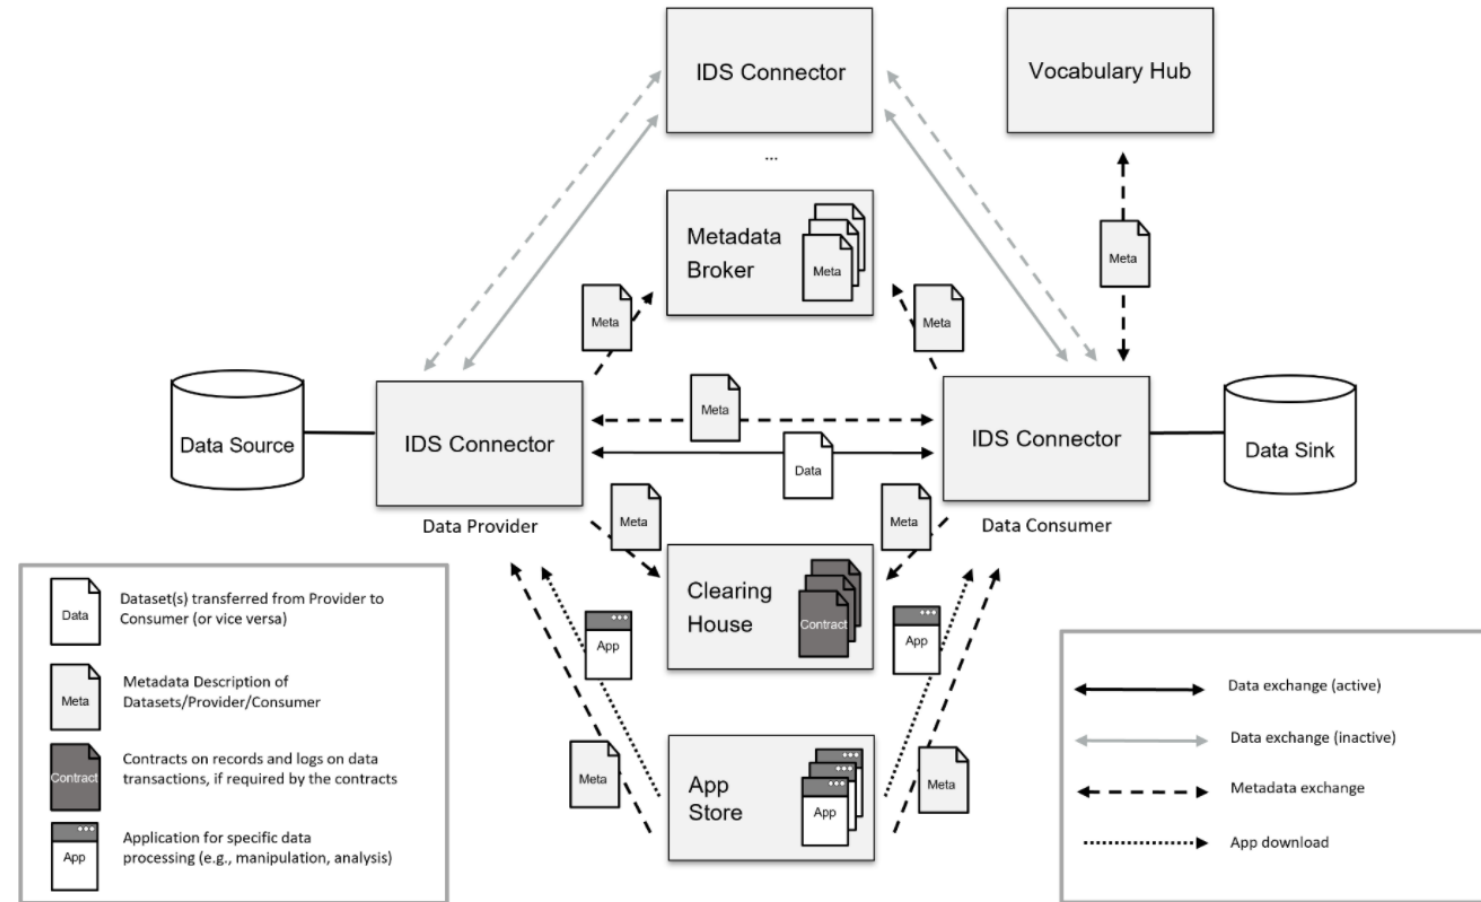 IDS Connector
Vocabulary Hub
...
Metadata
Broker
Meta
Meta
Meta
Meta
Data Source
IDS Connector
Meta
Data
IDS Connector
Data Sink
Data Provider
Data Consumer
Meta
Meta
Clearing
House
Contract
App
App
Meta
App
Store
App
Meta
Data
Dataset(s) transferred from Provider to
Consumer (or vice versa)
Meta
Metadata Description of
Datasets/Provider/Consumer
Contract
Contracts on records and logs on data
transactions, if required by the contracts
App
Application for specific data
processing (e.g., manipulation, analysis)
Data exchange (active)
Data exchange (inactive)
Metadata exchange
App download